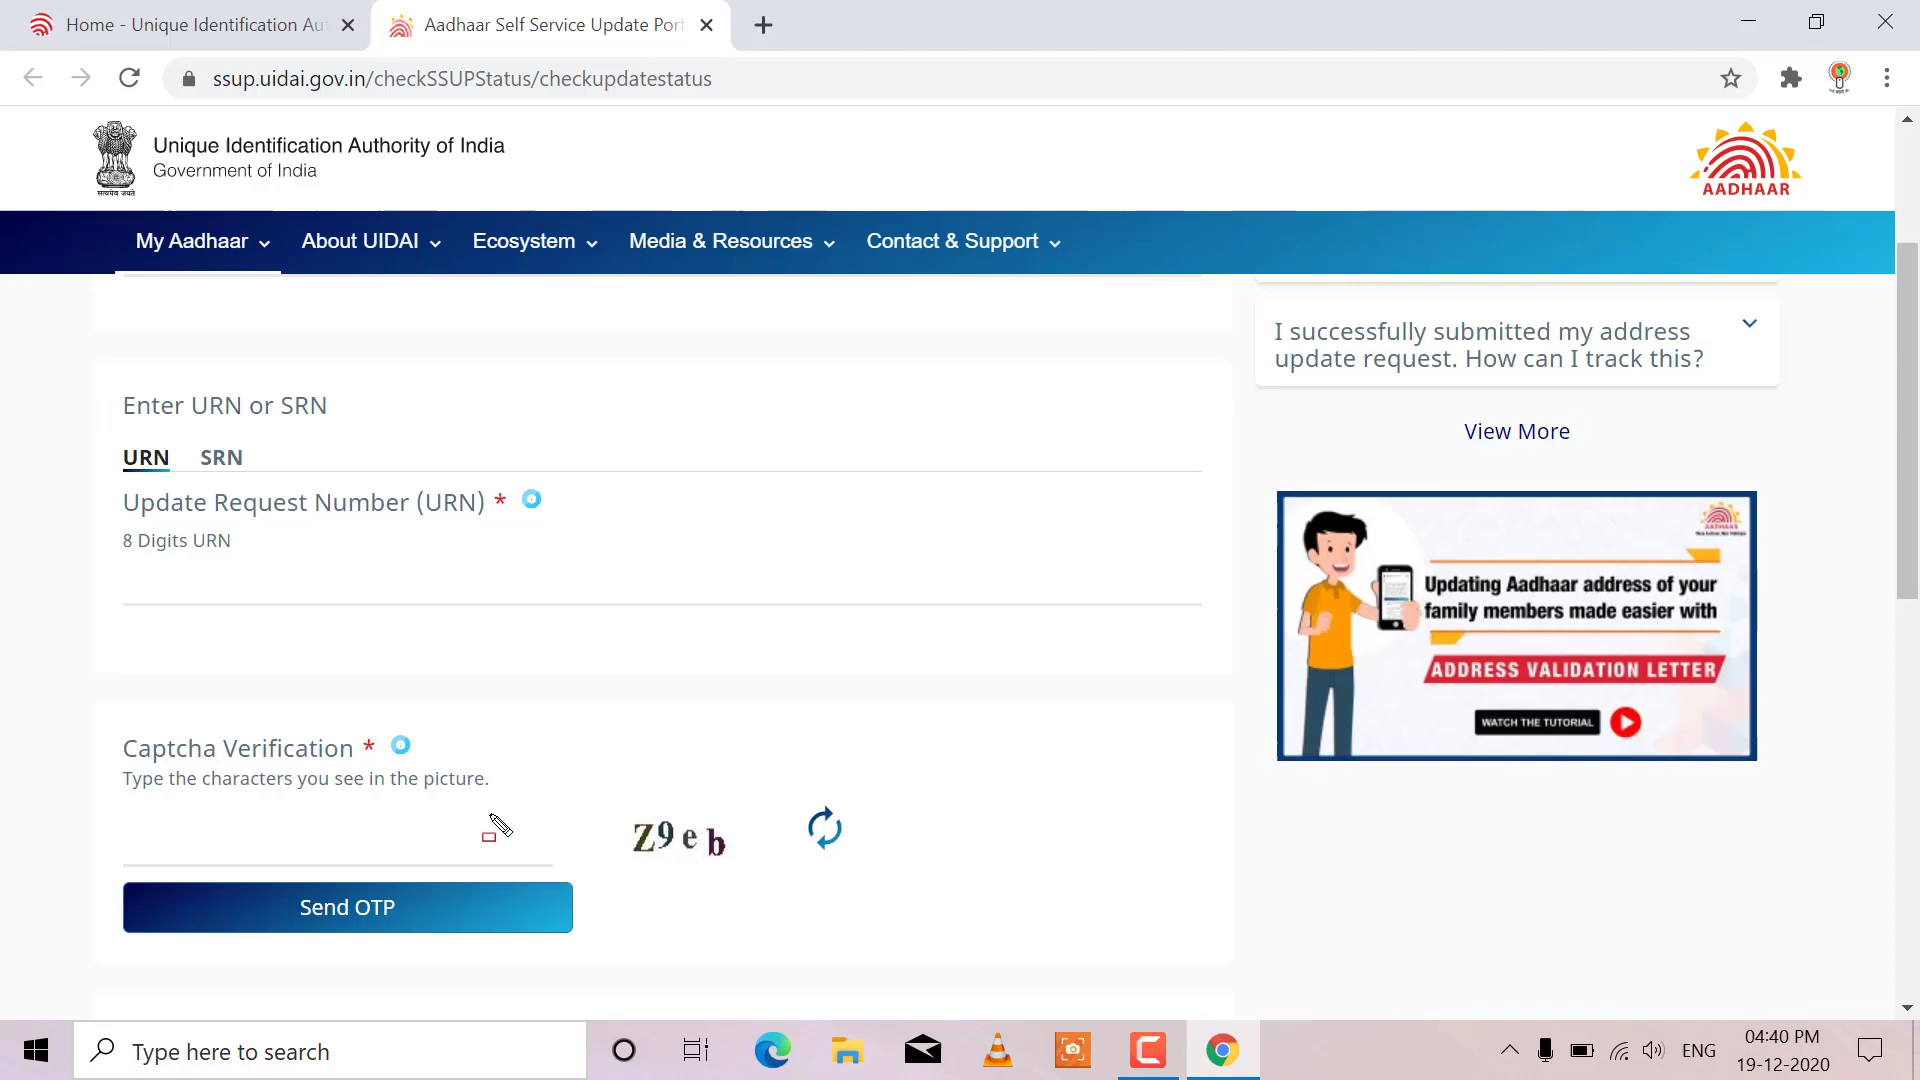 Home - Unique Identification Au
Aadhaar Self Service Update Port
ssup.uidai.gov.in/checkSSUPStatus/checkupdatestatus
सत्यमेव जयते
Unique Identification Authority of India
Government of India
AADHAAR
My Aadhaar
About UIDAI
Ecosystem
Media & Resources
Contact & Support
I successfully submitted my address
update request. How can I track this?
View More
Enter URN or SRN
URN
SRN
Update Request Number (URN) *
8 Digits URN
AADHAAR
Updating Aadhaar address of your
family members made easier with
ADDRESS VALIDATION LETTER
WATCH THE TUTORIAL
Captcha Verification *
Type the characters you see in the picture.
Z9eb
Send OTP
Type here to search
ENG
04:40 PM
19-12-2020